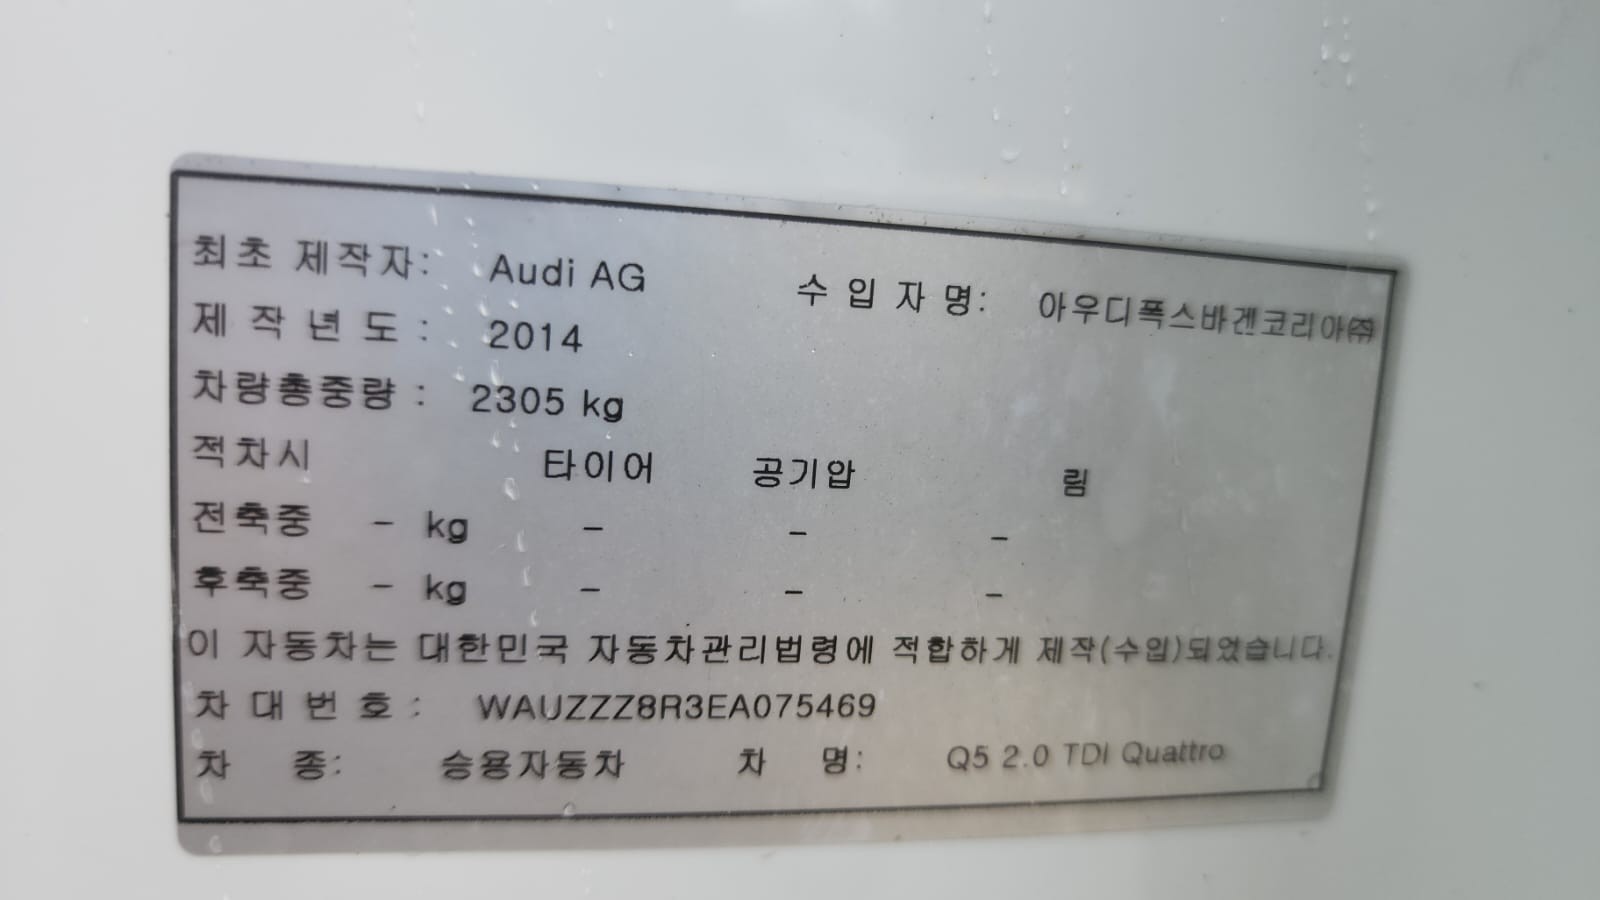 최초 제작자: Audi AG 수입자명: 아우디폭스바겐코리아㈜
제작년도: 2014
차량총중량: 2305 kg
적차시 타이어 공기압 림
전축중 - kg - - -
후축중 - kg - - -
이 자동차는 대한민국 자동차관리법령에 적합하게 제작(수입)되었습니다.
차대번호: WAUZZZ8R3EA075469
차 종: 승용자동차 차 명: Q5 2.0 TDI Quattro